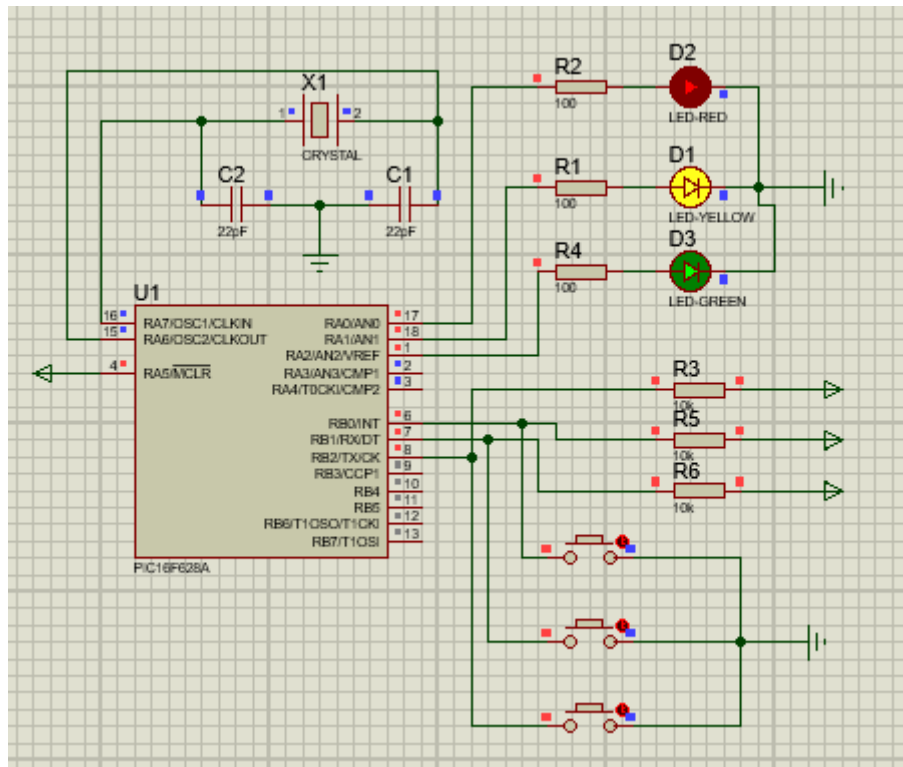 X1
1
2
CRYSTAL
C2
22pF
C1
22pF
R2
100
D2
LED-RED
R1
100
D1
LED-YELLOW
R4
100
D3
LED-GREEN
U1
16
RA7/OSC1/CLKIN
15
RA6/OSC2/CLKOUT
4
RA5/MCLR
RA0/AN0
17
RA1/AN1
18
RA2/AN2/VREF
1
RA3/AN3/CMP1
2
RA4/T0CKI/CMP2
3
RB0/INT
6
RB1/RX/DT
7
RB2/TX/CK
8
RB3/CCP1
9
RB4
10
RB5
11
RB6/T1OSO/T1CKI
12
RB7/T1OSI
13
PIC16F628A
R3
10k
R5
10k
R6
10k